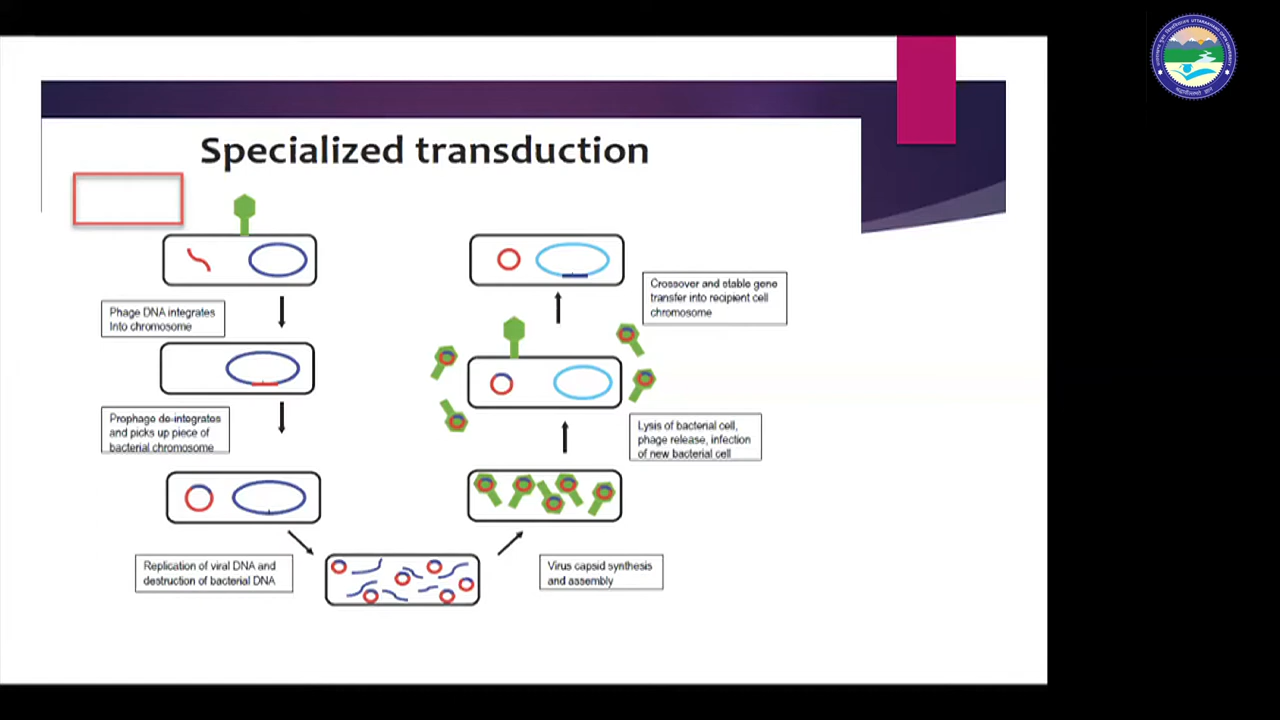 Specialized transduction
Phage DNA integrates
Into chromosome
Prophage de-integrates
and picks up piece of
bacterial chromosome
Replication of viral DNA and
destruction of bacterial DNA
Virus capsid synthesis
and assembly
Lysis of bacterial cell,
phage release, infection
of new bacterial cell
Crossover and stable gene
transfer into recipient cell
chromosome